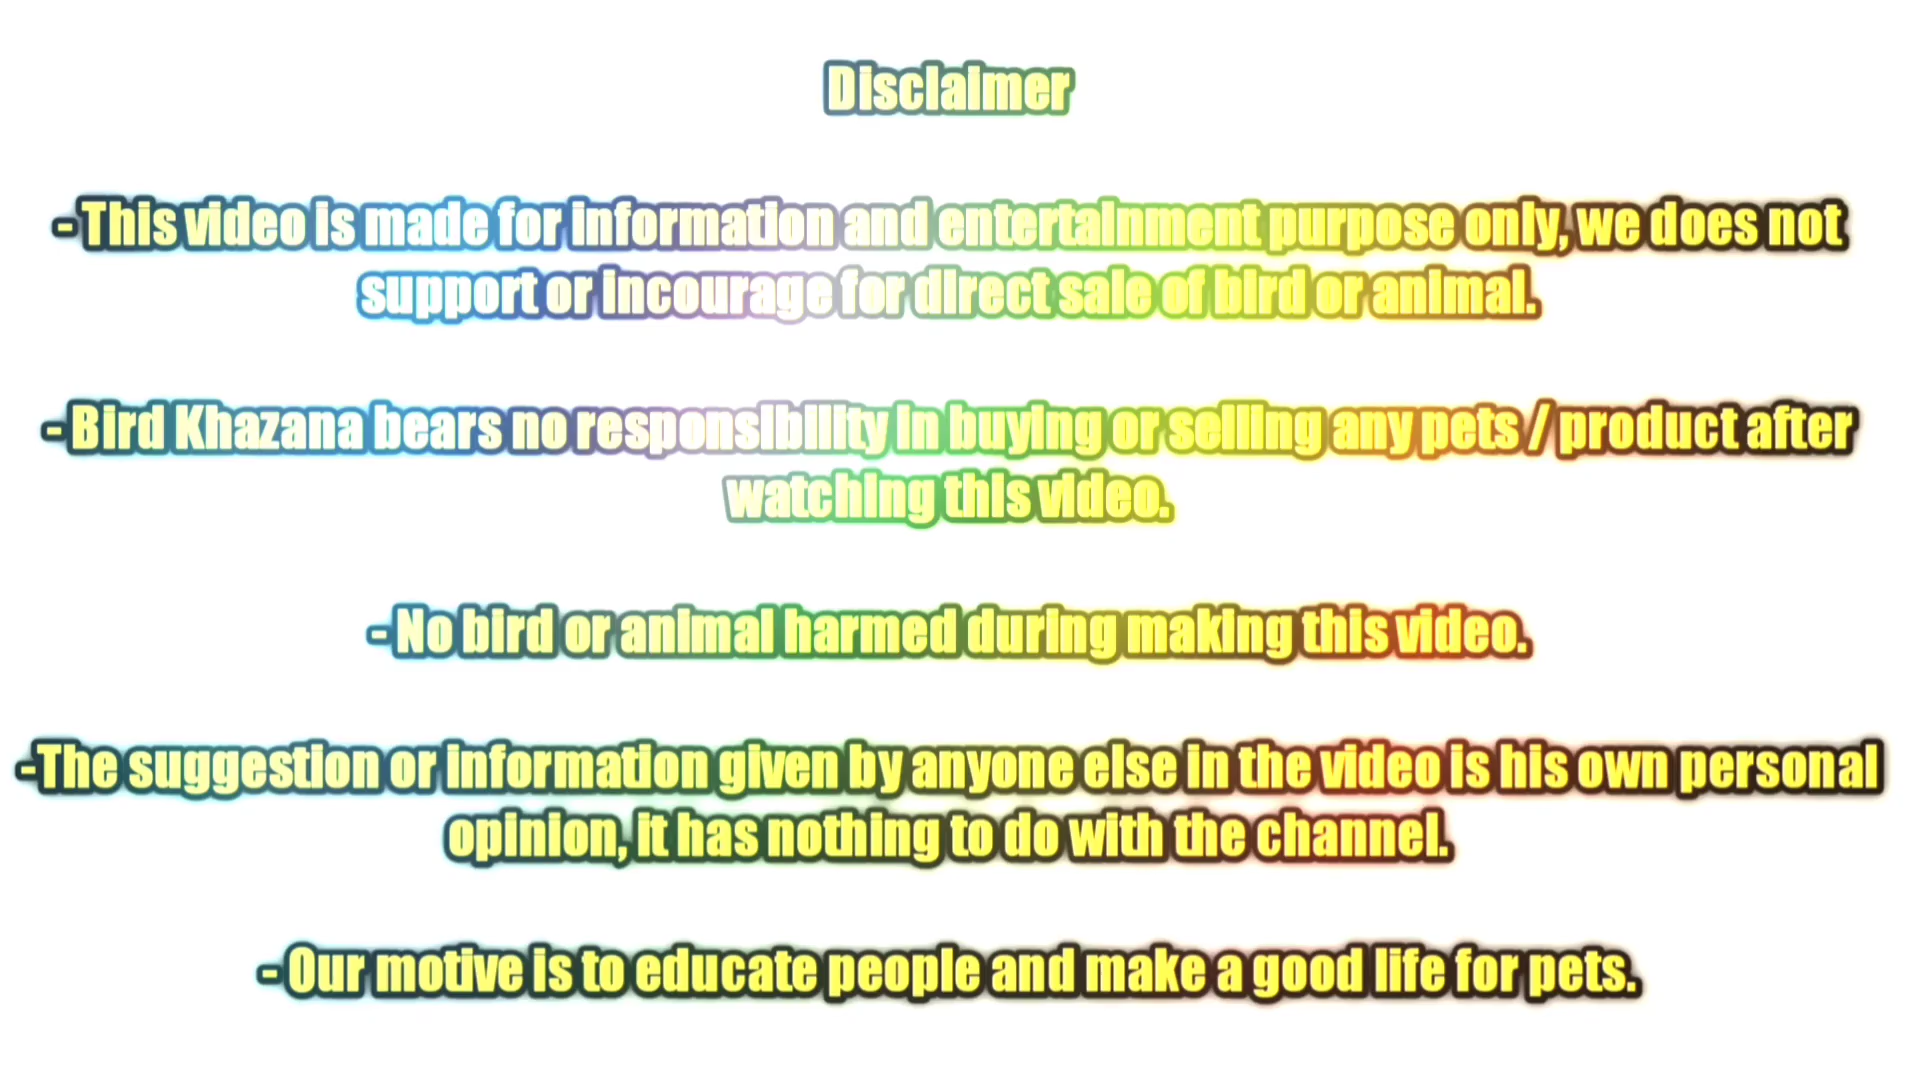 Disclaimer
- This video is made for information and entertainment purpose only, we does not
support or incourage for direct sale of bird or animal.
- Bird Khazana bears no responsibility in buying or selling any pets / product after
watching this video.
- No bird or animal harmed during making this video.
-The suggestion or information given by anyone else in the video is his own personal
opinion, it has nothing to do with the channel.
- Our motive is to educate people and make a good life for pets.